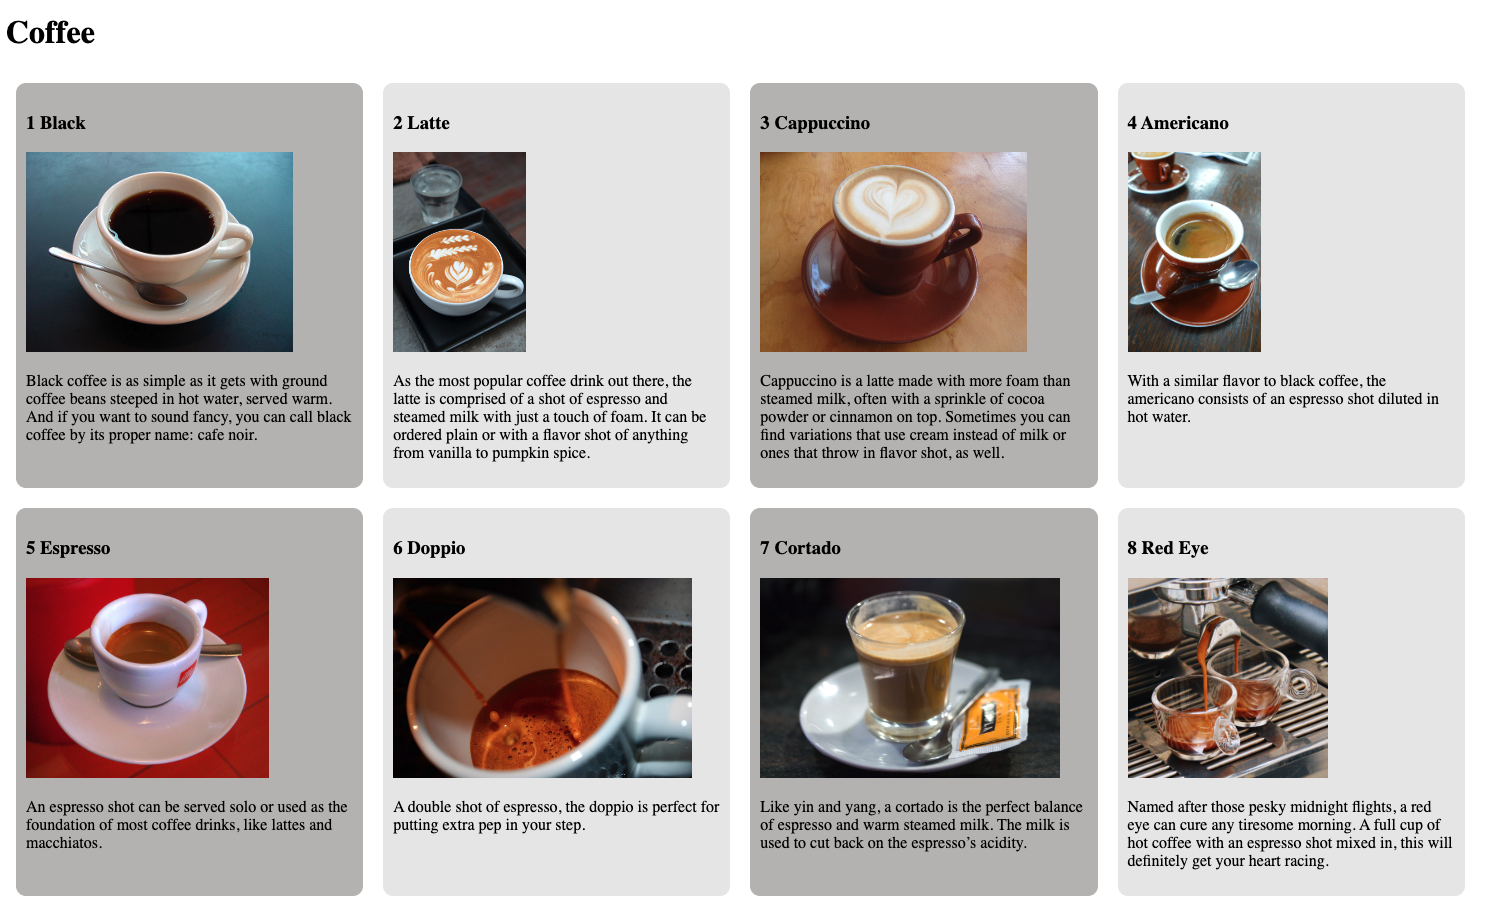 Coffee
1 Black
Black coffee is as simple as it gets with ground
coffee beans steeped in hot water, served warm.
And if you want to sound fancy, you can call black
coffee by its proper name: cafe noir.
2 Latte
As the most popular coffee drink out there, the
latte is comprised of a shot of espresso and
steamed milk with just a touch of foam. It can be
ordered plain or with a flavor shot of anything
from vanilla to pumpkin spice.
3 Cappuccino
Cappuccino is a latte made with more foam than
steamed milk, often with a sprinkle of cocoa
powder or cinnamon on top. Sometimes you can
find variations that use cream instead of milk or
ones that throw in flavor shot, as well.
4 Americano
With a similar flavor to black coffee, the
americano consists of an espresso shot diluted in
hot water.
5 Espresso
An espresso shot can be served solo or used as the
foundation of most coffee drinks, like lattes and
macchiatos.
6 Doppio
A double shot of espresso, the doppio is perfect for
putting extra pep in your step.
7 Cortado
Like yin and yang, a cortado is the perfect balance
of espresso and warm steamed milk. The milk is
used to cut back on the espresso’s acidity.
8 Red Eye
Named after those pesky midnight flights, a red
eye can cure any tiresome morning. A full cup of
hot coffee with an espresso shot mixed in, this will
definitely get your heart racing.